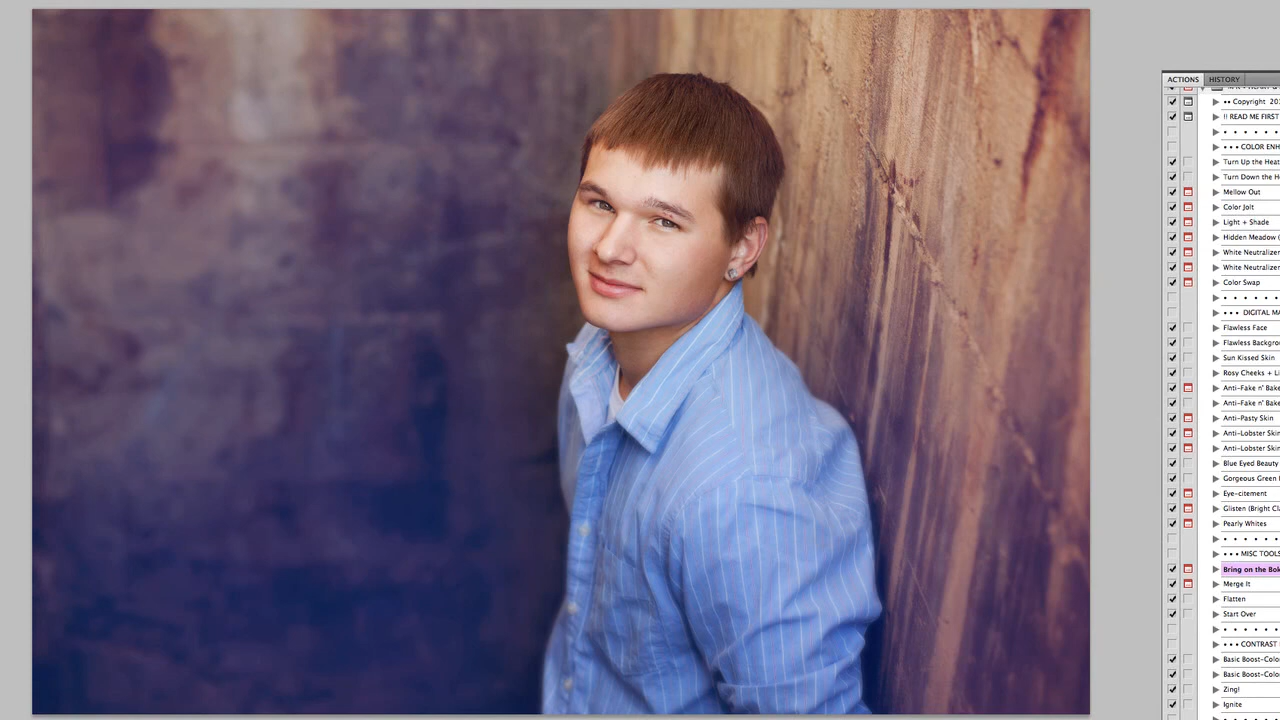 ACTIONS HISTORY
•• Copyright 20
!! READ ME FIRST
• • • • • •
••• COLOR ENH
Turn Up the Heat
Turn Down the H
Mellow Out
Color Jolt
Light + Shade
Hidden Meadow (
White Neutralizer
White Neutralizer
Color Swap
• • • • • •
••• DIGITAL MA
Flawless Face
Flawless Backgro
Sun Kissed Skin
Rosy Cheeks + Li
Anti-Fake n' Bake
Anti-Fake n' Bake
Anti-Pasty Skin
Anti-Lobster Skin
Anti-Lobster Skin
Blue Eyed Beauty
Gorgeous Green
Eye-citement
Glisten (Bright Cl
Pearly Whites
• • • • • •
••• MISC TOOLS
Bring on the Bok
Merge It
Flatten
Start Over
• • • • • •
••• CONTRAST
Basic Boost-Colo
Basic Boost-Colo
Zing!
Ignite